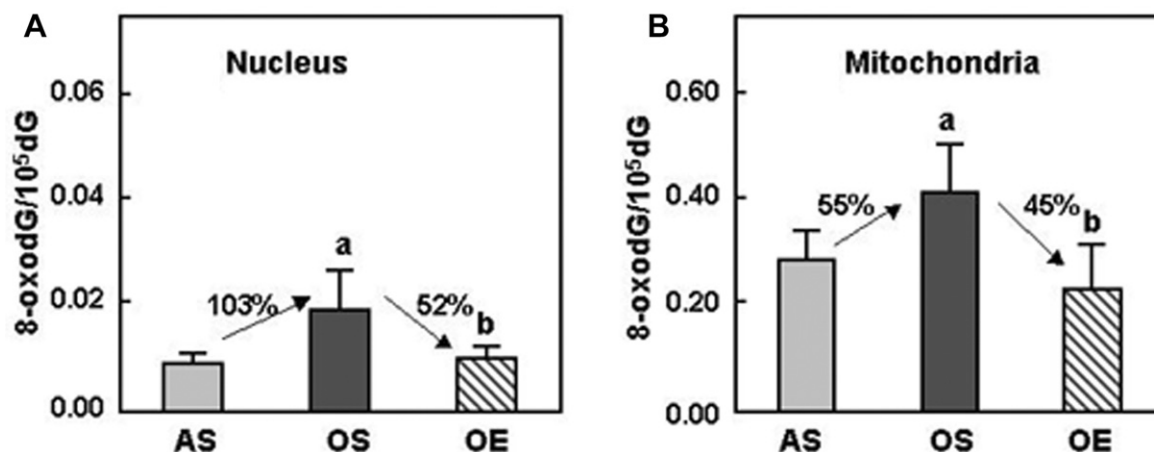 A
Nucleus
8-oxodG/10⁵dG
0.06
0.04
0.02
0.00
103%
a
52%
b
AS OS OE
B
Mitochondria
8-oxodG/10⁵dG
0.60
0.40
0.20
0.00
55%
a
45%
b
AS OS OE